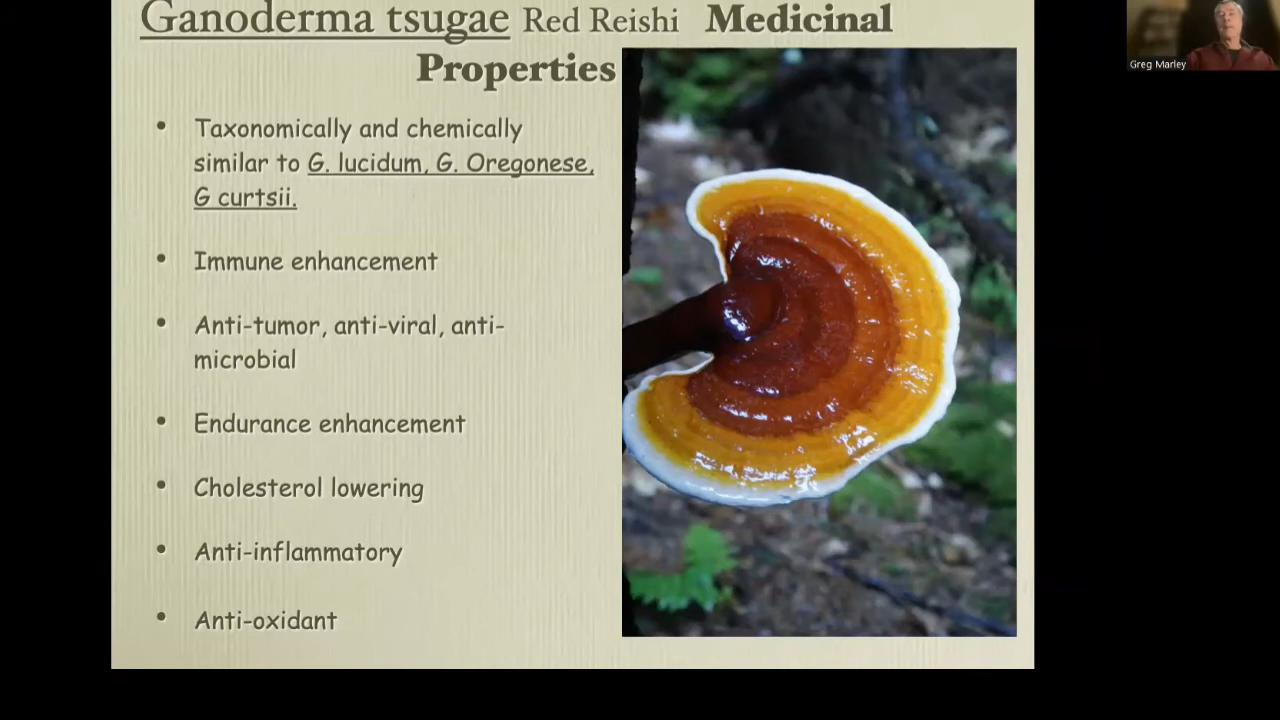 Ganoderma tsugae Red Reishi Medicinal
Properties
• Taxonomically and chemically
similar to G. lucidum, G. Oregonese,
G curtsii.
• Immune enhancement
• Anti-tumor, anti-viral, anti-
microbial
• Endurance enhancement
• Cholesterol lowering
• Anti-inflammatory
• Anti-oxidant
Greg Marley